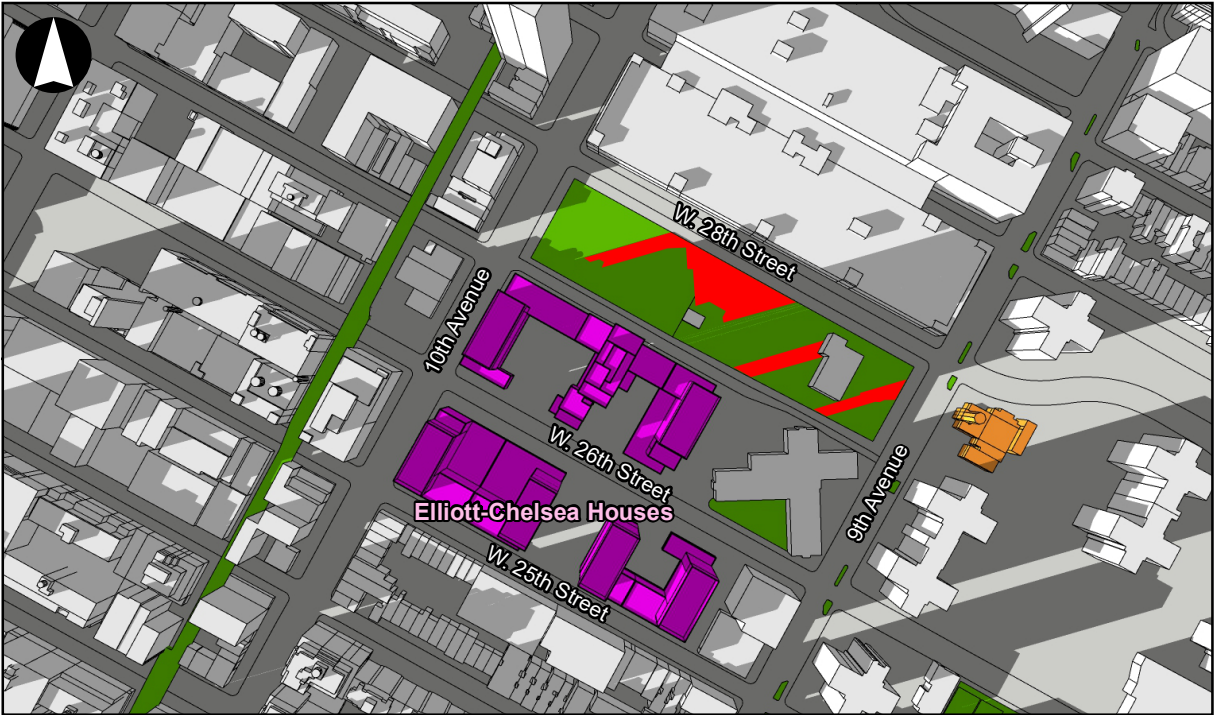 W. 28th Street
10th Avenue
W. 26th Street
9th Avenue
Elliott-Chelsea Houses
W. 25th Street